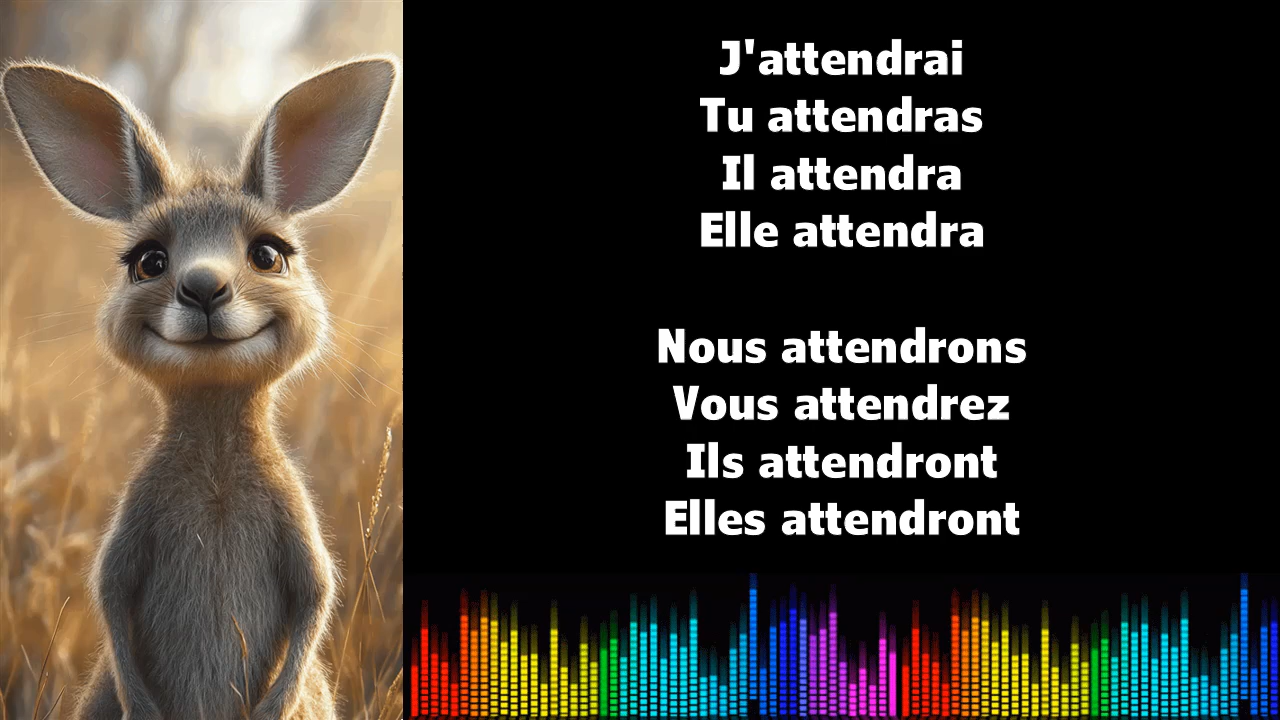 J'attendrai
Tu attendras
Il attendra
Elle attendra
Nous attendrons
Vous attendrez
Ils attendront
Elles attendront